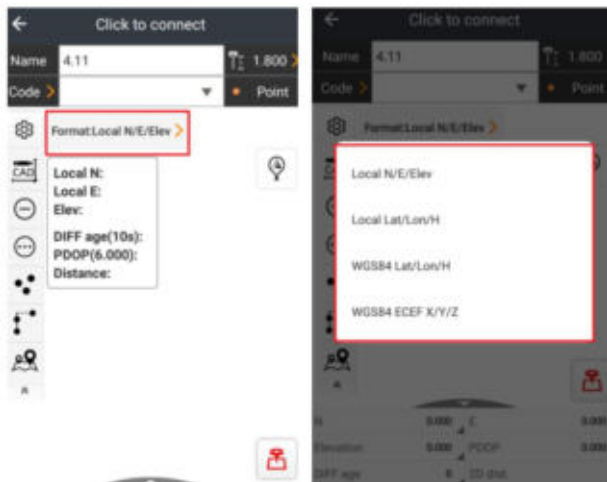 Click to connect
Name 4.11 1.800
Code Point
Format:Local N/E/Elev
CAD
Local N:
Local E:
Elev:
DIFF age(10s):
PDOP(6.000):
Distance:
Click to connect
Name 4.11 1.800
Code Point
Format:Local N/E/Elev
Local N/E/Elev
Local Lat/Lon/H
WGS84 Lat/Lon/H
WGS84 ECEF X/Y/Z
N 0.000 E 0.000
Elevation 0.000 PDOP 0.000
DIFF age 0 2D dist.